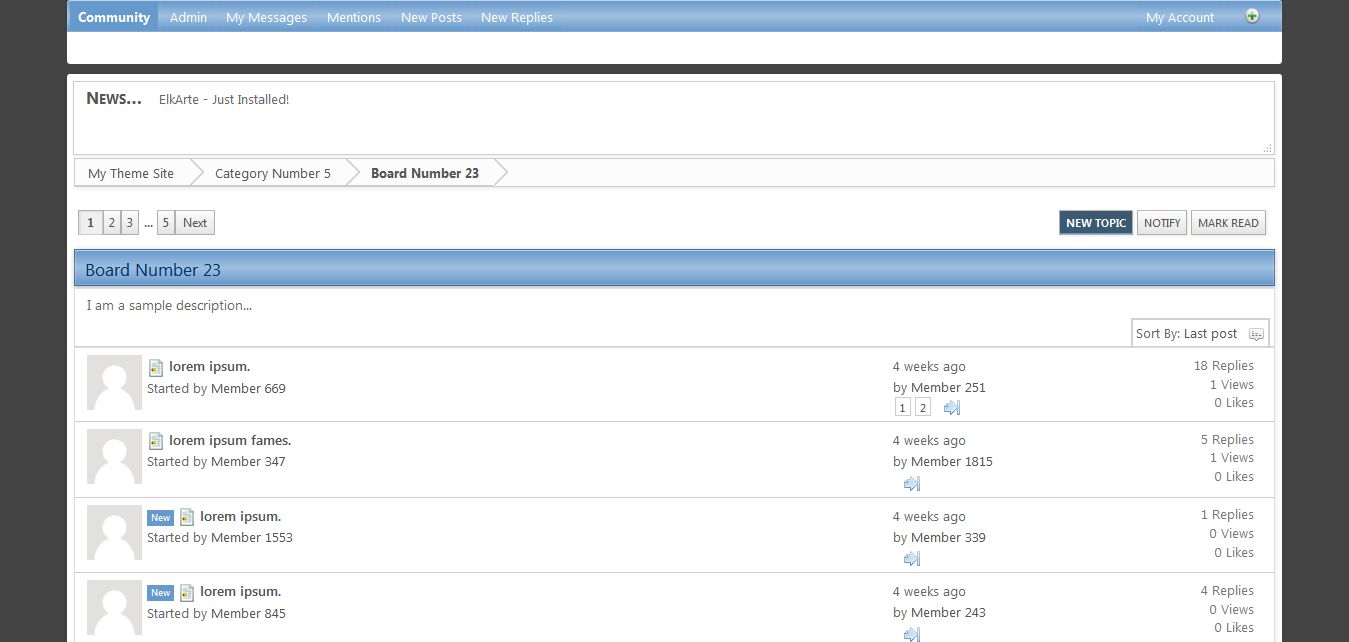 Community Admin My Messages Mentions New Posts New Replies My Account
News... ElkArte - Just Installed!
My Theme Site Category Number 5 Board Number 23
1 2 3 ... 5 Next NEW TOPIC NOTIFY MARK READ
Board Number 23
I am a sample description...
Sort By: Last post
lorem ipsum. 4 weeks ago 18 Replies
Started by Member 669 by Member 251 1 Views
1 2 0 Likes
lorem ipsum fames. 4 weeks ago 5 Replies
Started by Member 347 by Member 1815 1 Views
0 Likes
New lorem ipsum. 4 weeks ago 1 Replies
Started by Member 1553 by Member 339 0 Views
0 Likes
New lorem ipsum. 4 weeks ago 4 Replies
Started by Member 845 by Member 243 0 Views
0 Likes